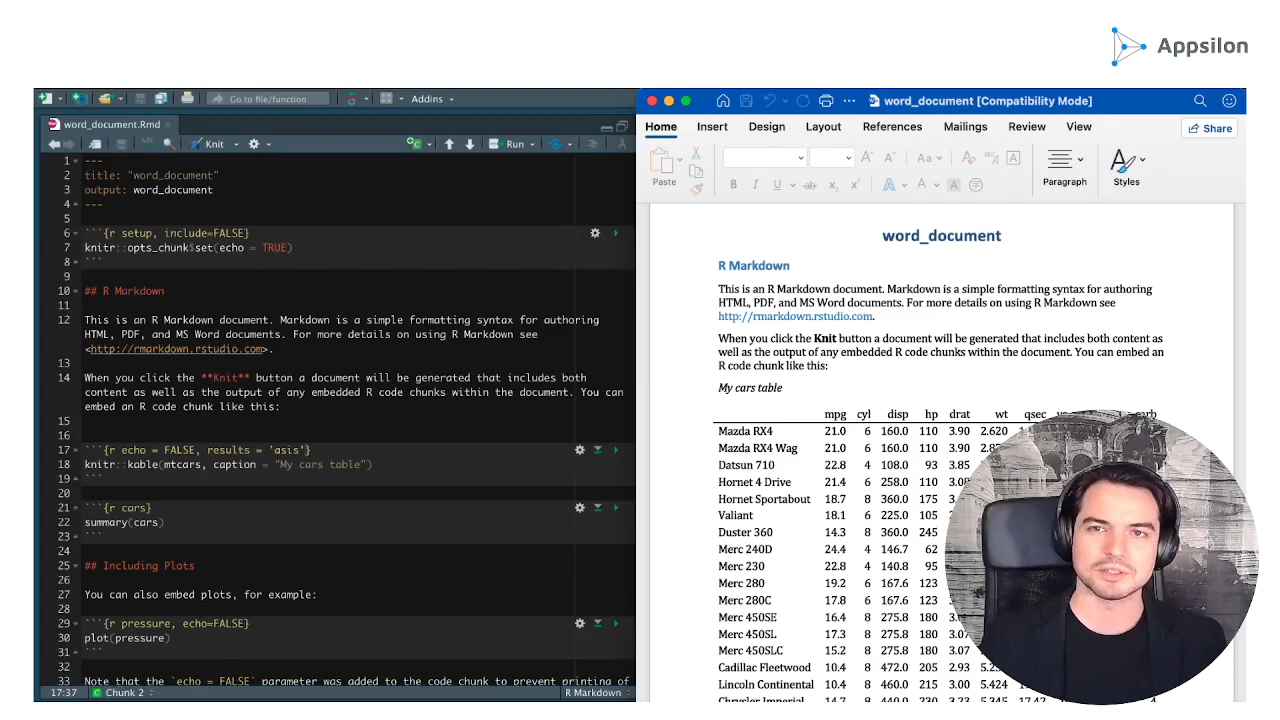 Appsilon
Go to file/function
Addins
word_document.Rmd
Knit
Run
1 ---
2 title: "word_document"
3 output: word_document
4 ---
5
6 ```{r setup, include=FALSE}
7 knitr::opts_chunk$set(echo = TRUE)
8 ```
9
10 ## R Markdown
11
12 This is an R Markdown document. Markdown is a simple formatting syntax for authoring
HTML, PDF, and MS Word documents. For more details on using R Markdown see
<http://rmarkdown.rstudio.com>.
13
14 When you click the **Knit** button a document will be generated that includes both
content as well as the output of any embedded R code chunks within the document. You can
embed an R code chunk like this:
15
16
17 ```{r echo = FALSE, results = 'asis'}
18 knitr::kable(mtcars, caption = "My cars table")
19 ```
20
21 ```{r cars}
22 summary(cars)
23 ```
24
25 ## Including Plots
26
27 You can also embed plots, for example:
28
29 ```{r pressure, echo=FALSE}
30 plot(pressure)
31 ```
32
33 Note that the `echo = FALSE` parameter was added to the code chunk to prevent printing of
17:37 Chunk 2 R Markdown
word_document [Compatibility Mode]
Home Insert Design Layout References Mailings Review View Share
Paste Paragraph Styles
word_document
R Markdown
This is an R Markdown document. Markdown is a simple formatting syntax for authoring
HTML, PDF, and MS Word documents. For more details on using R Markdown see
http://rmarkdown.rstudio.com.
When you click the Knit button a document will be generated that includes both content as
well as the output of any embedded R code chunks within the document. You can embed an
R code chunk like this:
My cars table
mpg cyl disp hp drat wt qsec
Mazda RX4 21.0 6 160.0 110 3.90 2.620
Mazda RX4 Wag 21.0 6 160.0 110 3.90
Datsun 710 22.8 4 108.0 93 3.85
Hornet 4 Drive 21.4 6 258.0 110
Hornet Sportabout 18.7 8 360.0 175
Valiant 18.1 6 225.0 105
Duster 360 14.3 8 360.0 245
Merc 240D 24.4 4 146.7 62
Merc 230 22.8 4 140.8 95
Merc 280 19.2 6 167.6 123
Merc 280C 17.8 6 167.6 123
Merc 450SE 16.4 8 275.8 180
Merc 450SL 17.3 8 275.8 180 3.07
Merc 450SLC 15.2 8 275.8 180 3.07
Cadillac Fleetwood 10.4 8 472.0 205 2.93
Lincoln Continental 10.4 8 460.0 215 3.00 5.424
Chrysler Imperial 14.7 8 440.0 230 3.23 5.345 17.42